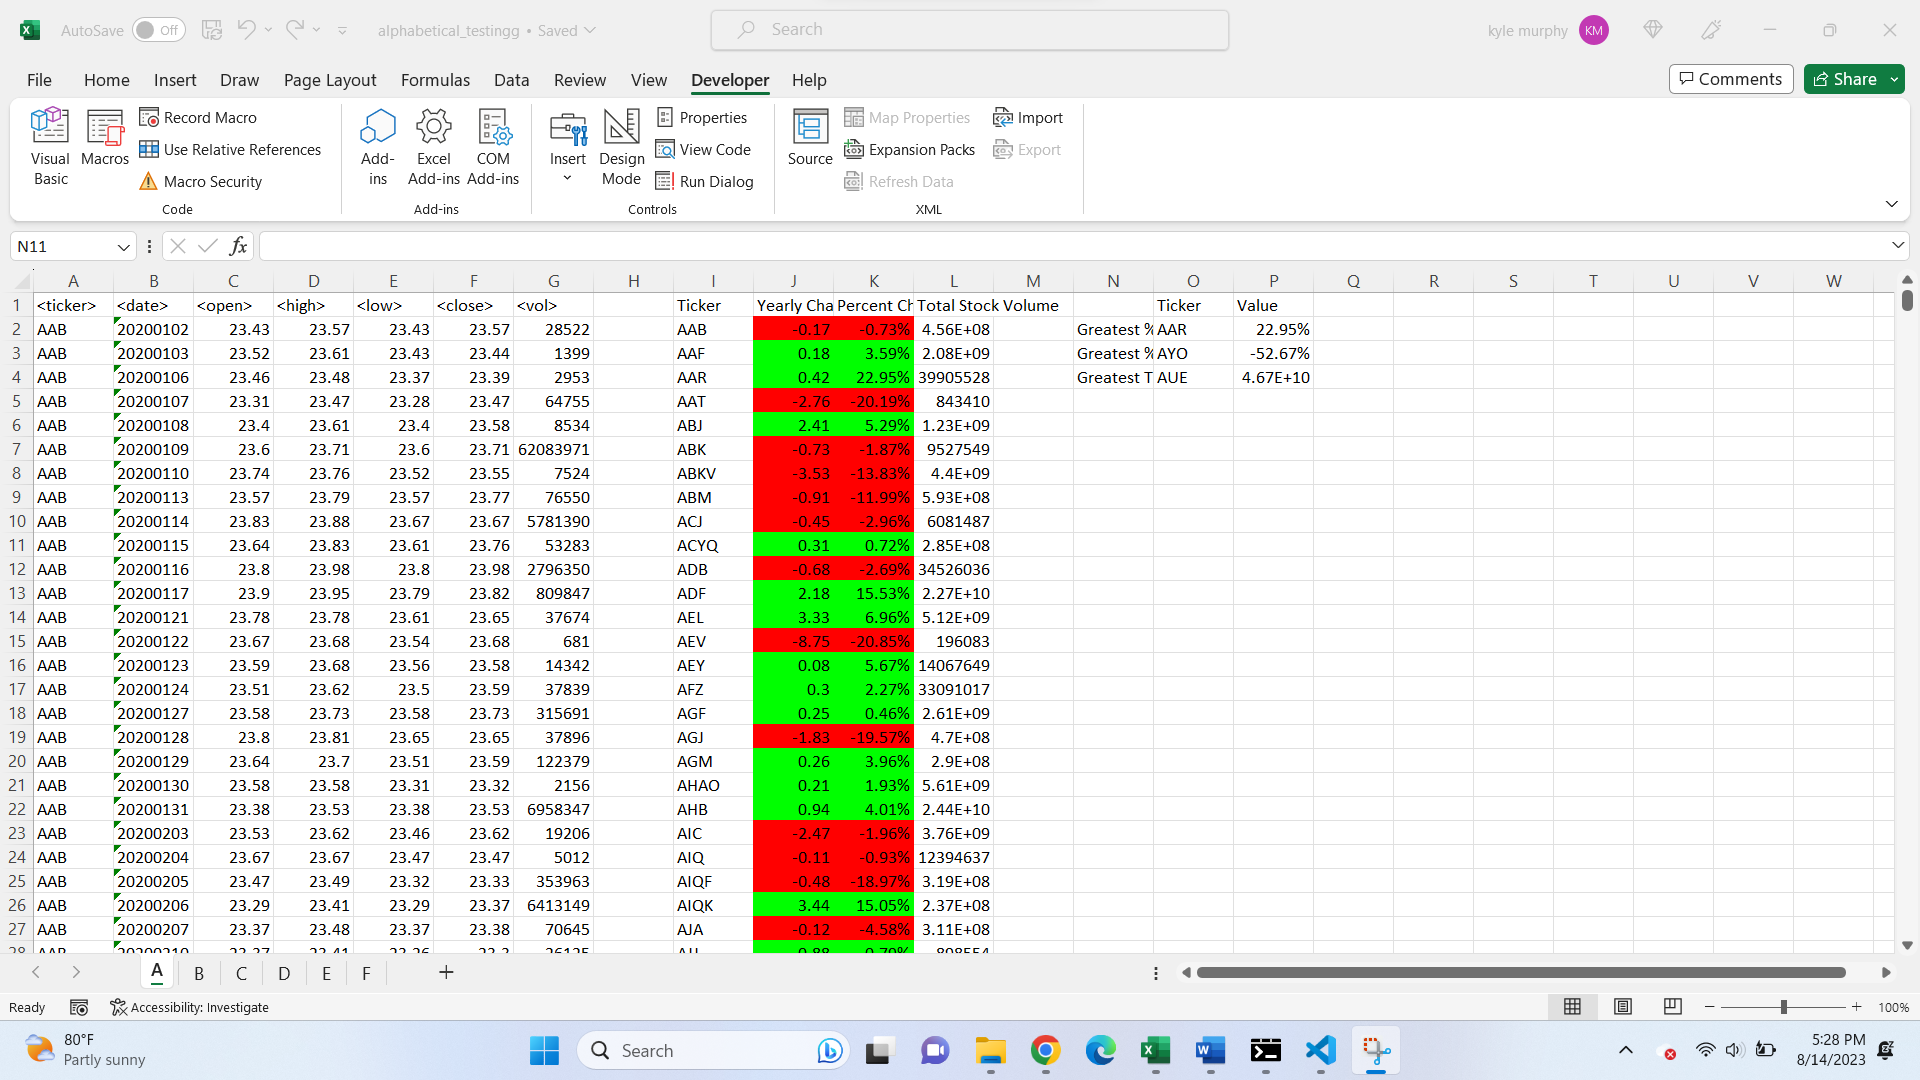 AutoSave Off alphabetical_testingg • Saved Search kyle murphy KM
File Home Insert Draw Page Layout Formulas Data Review View Developer Help Comments Share
Visual Basic Macros Record Macro Use Relative References Macro Security Code
Add-ins Excel Add-ins COM Add-ins Add-ins
Insert Design Mode Properties View Code Run Dialog Controls
Source Map Properties Expansion Packs Refresh Data Import Export XML
N11 fx
A B C D E F G H I J K L M N O P Q R S T U V W
1 <ticker> <date> <open> <high> <low> <close> <vol> Ticker Yearly Cha Percent Ch Total Stock Volume Ticker Value
2 AAB 20200102 23.43 23.57 23.43 23.57 28522 AAB -0.17 -0.73% 4.56E+08 Greatest % AAR 22.95%
3 AAB 20200103 23.52 23.61 23.43 23.44 1399 AAF 0.18 3.59% 2.08E+09 Greatest % AYO -52.67%
4 AAB 20200106 23.46 23.48 23.37 23.39 2953 AAR 0.42 22.95% 39905528 Greatest T AUE 4.67E+10
5 AAB 20200107 23.31 23.47 23.28 23.47 64755 AAT -2.76 -20.19% 843410
6 AAB 20200108 23.4 23.61 23.4 23.58 8534 ABJ 2.41 5.29% 1.23E+09
7 AAB 20200109 23.6 23.71 23.6 23.71 62083971 ABK -0.73 -1.87% 9527549
8 AAB 20200110 23.74 23.76 23.52 23.55 7524 ABKV -3.53 -13.83% 4.4E+09
9 AAB 20200113 23.57 23.79 23.57 23.77 76550 ABM -0.91 -11.99% 5.93E+08
10 AAB 20200114 23.83 23.88 23.67 23.67 5781390 ACJ -0.45 -2.96% 6081487
11 AAB 20200115 23.64 23.83 23.61 23.76 53283 ACYQ 0.31 0.72% 2.85E+08
12 AAB 20200116 23.8 23.98 23.8 23.98 2796350 ADB -0.68 -2.69% 34526036
13 AAB 20200117 23.9 23.95 23.79 23.82 809847 ADF 2.18 15.53% 2.27E+10
14 AAB 20200121 23.78 23.78 23.61 23.65 37674 AEL 3.33 6.96% 5.12E+09
15 AAB 20200122 23.67 23.68 23.54 23.68 681 AEV -8.75 -20.85% 196083
16 AAB 20200123 23.59 23.68 23.56 23.58 14342 AEY 0.08 5.67% 14067649
17 AAB 20200124 23.51 23.62 23.5 23.59 37839 AFZ 0.3 2.27% 33091017
18 AAB 20200127 23.58 23.73 23.58 23.73 315691 AGF 0.25 0.46% 2.61E+09
19 AAB 20200128 23.8 23.81 23.65 23.65 37896 AGJ -1.83 -19.57% 4.7E+08
20 AAB 20200129 23.64 23.7 23.51 23.59 122379 AGM 0.26 3.96% 2.9E+08
21 AAB 20200130 23.58 23.58 23.31 23.32 2156 AHAO 0.21 1.93% 5.61E+09
22 AAB 20200131 23.38 23.53 23.38 23.53 6958347 AHB 0.94 4.01% 2.44E+10
23 AAB 20200203 23.53 23.62 23.46 23.62 19206 AIC -2.47 -1.96% 3.76E+09
24 AAB 20200204 23.67 23.67 23.47 23.47 5012 AIQ -0.11 -0.93% 12394637
25 AAB 20200205 23.47 23.49 23.32 23.33 353963 AIQF -0.48 -18.97% 3.19E+08
26 AAB 20200206 23.29 23.41 23.29 23.37 6413149 AIQK 3.44 15.05% 2.37E+08
27 AAB 20200207 23.37 23.48 23.37 23.38 70645 AJA -0.12 -4.58% 3.11E+08
28 AAB 20200210
A B C D E F
Ready Accessibility: Investigate 100%
80°F Search 5:28 PM
Partly sunny 8/14/2023